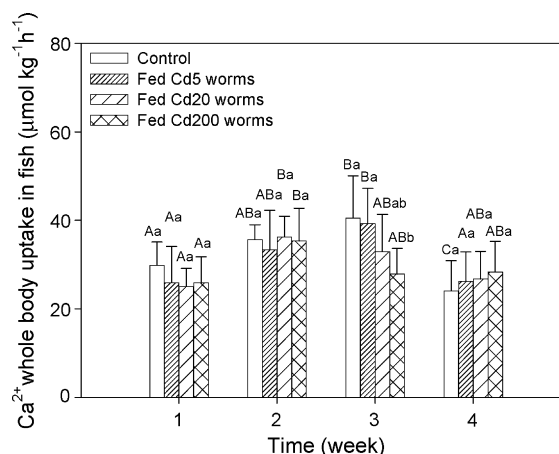 80
60
40
20
0
Ca2+ whole body uptake in fish (µmol kg-1h-1)
Control
Fed Cd5 worms
Fed Cd20 worms
Fed Cd200 worms
Aa
Aa
Aa
Aa
ABa
ABa
Ba
Ba
Ba
Ba
ABab
ABb
Ca
Aa
ABa
ABa
1 2 3 4
Time (week)